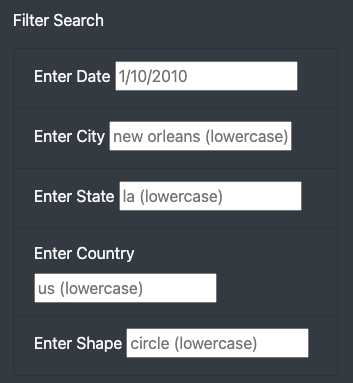 Filter Search
Enter Date 1/10/2010
Enter City new orleans (lowercase)
Enter State la (lowercase)
Enter Country
us (lowercase)
Enter Shape circle (lowercase)